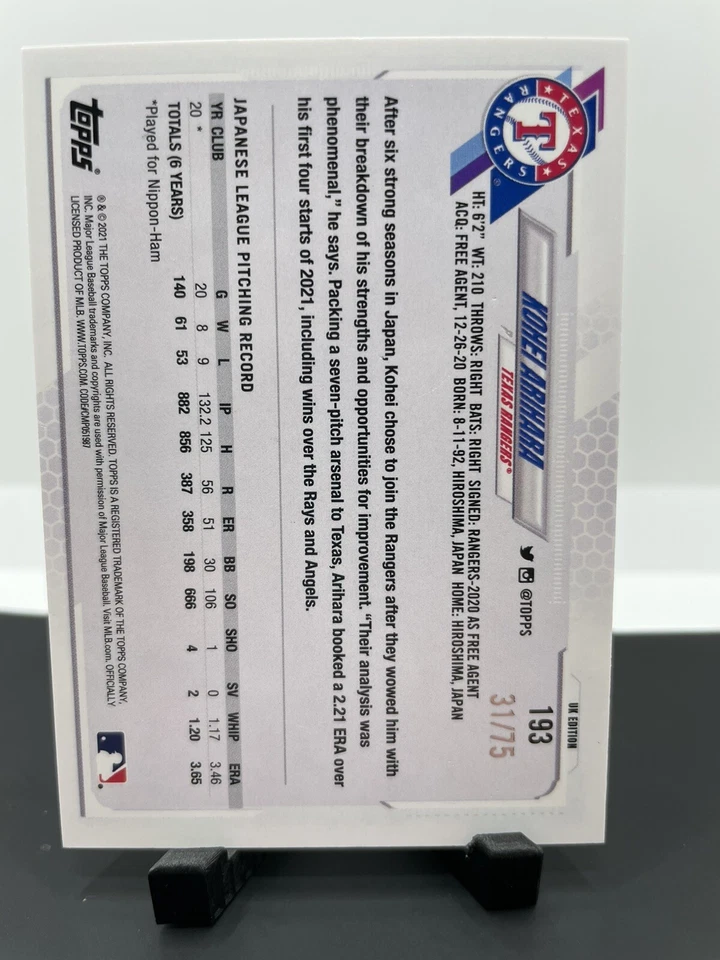 UK EDITION
193
31/75
TEXAS
RANGERS
T
KOHEI ARIHARA
TEXAS RANGERS®
P
@TOPPS
HT: 6'2" WT: 210 THROWS: RIGHT BATS: RIGHT SIGNED: RANGERS-2020 AS FREE AGENT
ACQ: FREE AGENT, 12-26-20 BORN: 8-11-92, HIROSHIMA, JAPAN HOME: HIROSHIMA, JAPAN
After six strong seasons in Japan, Kohei chose to join the Rangers after they wowed him with
their breakdown of his strengths and opportunities for improvement. "Their analysis was
phenomenal," he says. Packing a seven-pitch arsenal to Texas, Arihara booked a 2.21 ERA over
his first four starts of 2021, including wins over the Rays and Angels.
JAPANESE LEAGUE PITCHING RECORD
YR CLUB G W L IP H R ER BB SO SHO SV WHIP ERA
20 * 20 8 9 132.2 125 56 51 30 106 1 0 1.17 3.46
TOTALS (6 YEARS) 140 61 53 882 856 387 358 198 666 4 2 1.20 3.65
*Played for Nippon-Ham
topps®
® & © 2021 THE TOPPS COMPANY, INC. ALL RIGHTS RESERVED. TOPPS IS A REGISTERED TRADEMARK OF THE TOPPS COMPANY,
INC. Major League Baseball trademarks and copyrights are used with permission of Major League Baseball. Visit MLB.com. OFFICIALLY
LICENSED PRODUCT OF MLB. WWW.TOPPS.COM. CODE#CMP051987